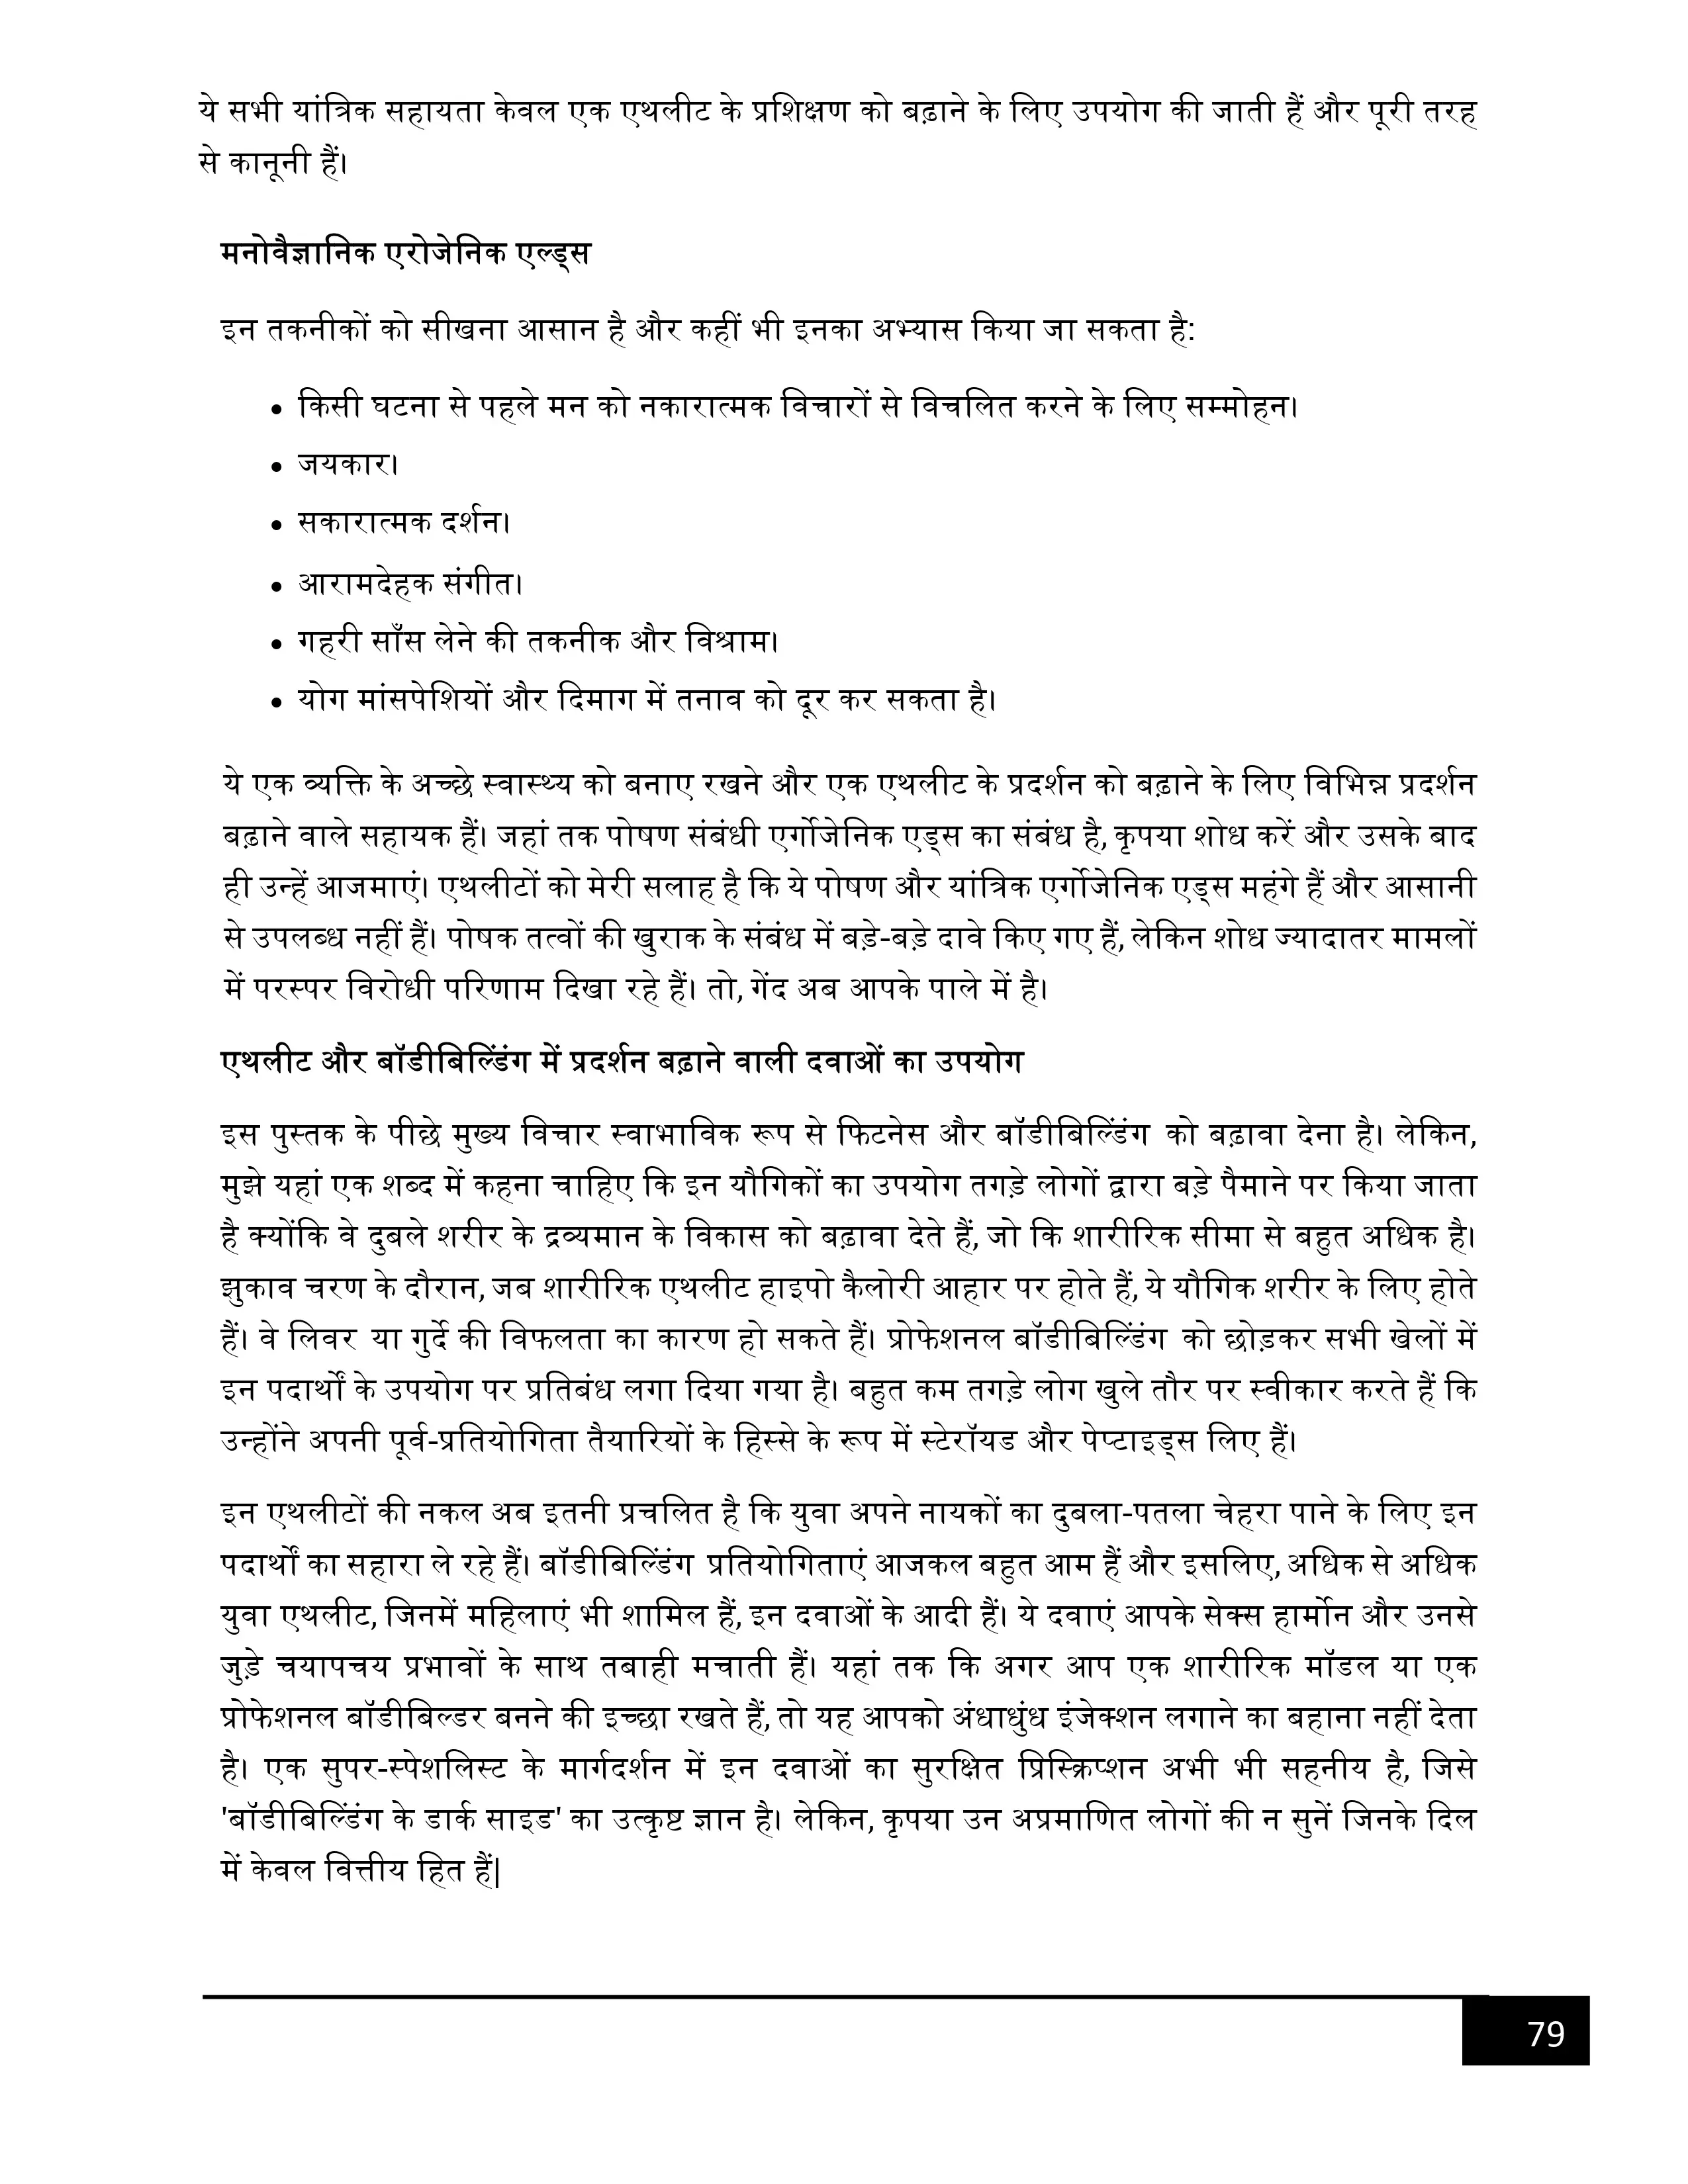 ये सभी यांत्रिक सहायता केवल एक एथलीट के प्रशिक्षण को बढ़ाने के लिए उपयोग की जाती हैं और पूरी तरह
से कानूनी हैं।
मनोवैज्ञानिक एरोजेनिक एल्ड्स
इन तकनीकों को सीखना आसान है और कहीं भी इनका अभ्यास किया जा सकता है:
• किसी घटना से पहले मन को नकारात्मक विचारों से विचलित करने के लिए सम्मोहन।
• जयकार।
• सकारात्मक दर्शन।
• आरामदेहक संगीत।
• गहरी साँस लेने की तकनीक और विश्राम।
• योग मांसपेशियों और दिमाग में तनाव को दूर कर सकता है।
ये एक व्यक्ति के अच्छे स्वास्थ्य को बनाए रखने और एक एथलीट के प्रदर्शन को बढ़ाने के लिए विभिन्न प्रदर्शन
बढ़ाने वाले सहायक हैं। जहां तक पोषण संबंधी एर्गोजेनिक एड्स का संबंध है, कृपया शोध करें और उसके बाद
ही उन्हें आजमाएं। एथलीटों को मेरी सलाह है कि ये पोषण और यांत्रिक एर्गोजेनिक एड्स महंगे हैं और आसानी
से उपलब्ध नहीं हैं। पोषक तत्वों की खुराक के संबंध में बड़े-बड़े दावे किए गए हैं, लेकिन शोध ज्यादातर मामलों
में परस्पर विरोधी परिणाम दिखा रहे हैं। तो, गेंद अब आपके पाले में है।
एथलीट और बॉडीबिल्डिंग में प्रदर्शन बढ़ाने वाली दवाओं का उपयोग
इस पुस्तक के पीछे मुख्य विचार स्वाभाविक रूप से फिटनेस और बॉडीबिल्डिंग को बढ़ावा देना है। लेकिन,
मुझे यहां एक शब्द में कहना चाहिए कि इन यौगिकों का उपयोग तगड़े लोगों द्वारा बड़े पैमाने पर किया जाता
है क्योंकि वे दुबले शरीर के द्रव्यमान के विकास को बढ़ावा देते हैं, जो कि शारीरिक सीमा से बहुत अधिक है।
झुकाव चरण के दौरान, जब शारीरिक एथलीट हाइपो कैलोरी आहार पर होते हैं, ये यौगिक शरीर के लिए होते
हैं। वे लिवर या गुर्दे की विफलता का कारण हो सकते हैं। प्रोफेशनल बॉडीबिल्डिंग को छोड़कर सभी खेलों में
इन पदार्थों के उपयोग पर प्रतिबंध लगा दिया गया है। बहुत कम तगड़े लोग खुले तौर पर स्वीकार करते हैं कि
उन्होंने अपनी पूर्व-प्रतियोगिता तैयारियों के हिस्से के रूप में स्टेरॉयड और पेप्टाइड्स लिए हैं।
इन एथलीटों की नकल अब इतनी प्रचलित है कि युवा अपने नायकों का दुबला-पतला चेहरा पाने के लिए इन
पदार्थों का सहारा ले रहे हैं। बॉडीबिल्डिंग प्रतियोगिताएं आजकल बहुत आम हैं और इसलिए, अधिक से अधिक
युवा एथलीट, जिनमें महिलाएं भी शामिल हैं, इन दवाओं के आदी हैं। ये दवाएं आपके सेक्स हार्मोन और उनसे
जुड़े चयापचय प्रभावों के साथ तबाही मचाती हैं। यहां तक कि अगर आप एक शारीरिक मॉडल या एक
प्रोफेशनल बॉडीबिल्डर बनने की इच्छा रखते हैं, तो यह आपको अंधाधुंध इंजेक्शन लगाने का बहाना नहीं देता
है। एक सुपर-स्पेशलिस्ट के मार्गदर्शन में इन दवाओं का सुरक्षित प्रिस्क्रिप्शन अभी भी सहनीय है, जिसे
'बॉडीबिल्डिंग के डार्क साइड' का उत्कृष्ट ज्ञान है। लेकिन, कृपया उन अप्रमाणित लोगों की न सुनें जिनके दिल
में केवल वित्तीय हित हैं|
79